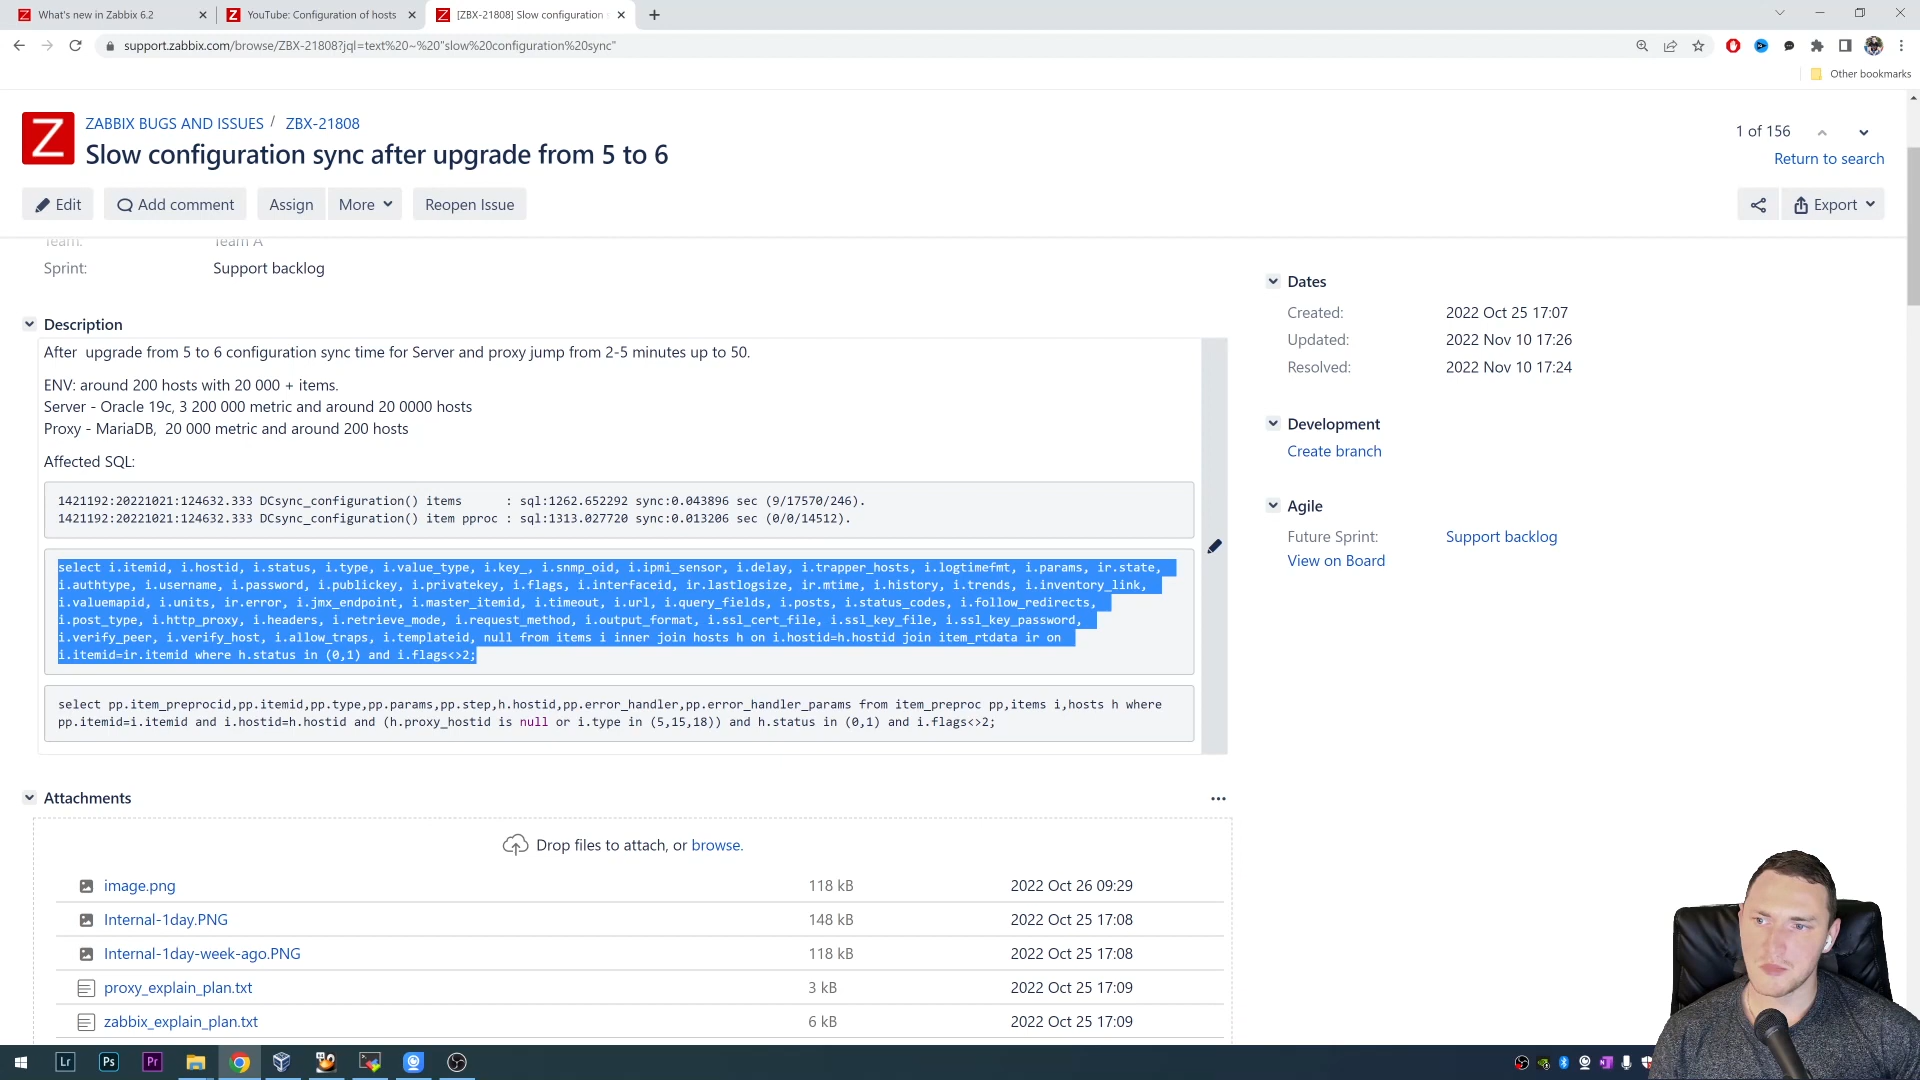 What's new in Zabbix 6.2
YouTube: Configuration of hosts
[ZBX-21808] Slow configuration
support.zabbix.com/browse/ZBX-21808?jql=text%20~%20"slow%20configuration%20sync"
Other bookmarks
Z
ZABBIX BUGS AND ISSUES / ZBX-21808
Slow configuration sync after upgrade from 5 to 6
1 of 156
Return to search
Edit
Add comment
Assign
More
Reopen Issue
Export
Team: Team A
Sprint: Support backlog
Description
After upgrade from 5 to 6 configuration sync time for Server and proxy jump from 2-5 minutes up to 50.
ENV: around 200 hosts with 20 000 + items.
Server - Oracle 19c, 3 200 000 metric and around 20 0000 hosts
Proxy - MariaDB, 20 000 metric and around 200 hosts
Affected SQL:
1421192:20221021:124632.333 DCsync_configuration() items : sql:1262.652292 sync:0.043896 sec (9/17570/246).
1421192:20221021:124632.333 DCsync_configuration() item pproc : sql:1313.027720 sync:0.013206 sec (0/0/14512).
select i.itemid, i.hostid, i.status, i.type, i.value_type, i.key_, i.snmp_oid, i.ipmi_sensor, i.delay, i.trapper_hosts, i.logtimefmt, i.params, ir.state,
i.authtype, i.username, i.password, i.publickey, i.privatekey, i.flags, i.interfaceid, ir.lastlogsize, ir.mtime, i.history, i.trends, i.inventory_link,
i.valuemapid, i.units, ir.error, i.jmx_endpoint, i.master_itemid, i.timeout, i.url, i.query_fields, i.posts, i.status_codes, i.follow_redirects,
i.post_type, i.http_proxy, i.headers, i.retrieve_mode, i.request_method, i.output_format, i.ssl_cert_file, i.ssl_key_file, i.ssl_key_password,
i.verify_peer, i.verify_host, i.allow_traps, i.templateid, null from items i inner join hosts h on i.hostid=h.hostid join item_rtdata ir on
i.itemid=ir.itemid where h.status in (0,1) and i.flags<>2;
select pp.item_preprocid,pp.itemid,pp.type,pp.params,pp.step,h.hostid,pp.error_handler,pp.error_handler_params from item_preproc pp,items i,hosts h where
pp.itemid=i.itemid and i.hostid=h.hostid and (h.proxy_hostid is null or i.type in (5,15,18)) and h.status in (0,1) and i.flags<>2;
Dates
Created: 2022 Oct 25 17:07
Updated: 2022 Nov 10 17:26
Resolved: 2022 Nov 10 17:24
Development
Create branch
Agile
Future Sprint: Support backlog
View on Board
Attachments
Drop files to attach, or browse.
image.png 118 kB 2022 Oct 26 09:29
Internal-1day.PNG 148 kB 2022 Oct 25 17:08
Internal-1day-week-ago.PNG 118 kB 2022 Oct 25 17:08
proxy_explain_plan.txt 3 kB 2022 Oct 25 17:09
zabbix_explain_plan.txt 6 kB 2022 Oct 25 17:09
Lr
Ps
Pr